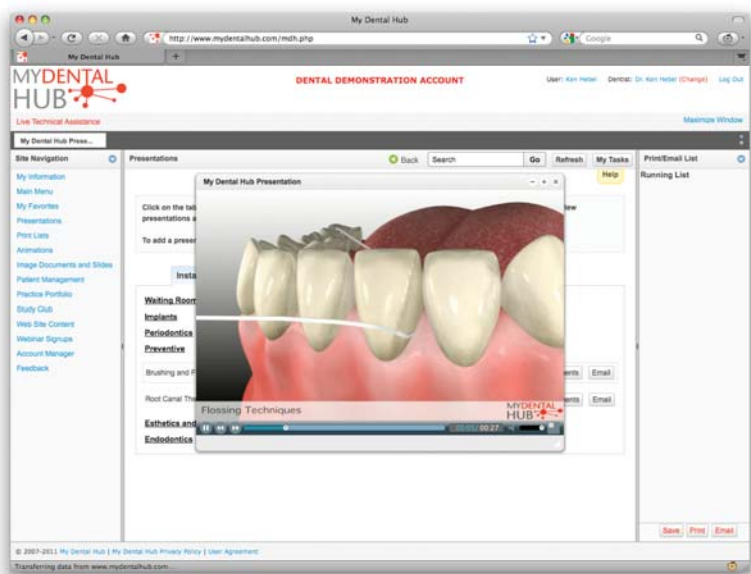 My Dental Hub
http://www.mydentalhub.com/mdh.php
Google
My Dental Hub
MYDENTAL
HUB
DENTAL DEMONSTRATION ACCOUNT
User: Ken Hebel Dentist: Dr. Ken Hebel (Change) Log Out
Live Technical Assistance
Maximize Window
My Dental Hub Prese...
Site Navigation
Presentations
Back
Search
Go
Refresh
My Tasks
Print/Email List
My Information
Main Menu
My Favorites
Presentations
Print Lists
Animations
Image Documents and Slides
Patient Management
Practice Portfolio
Study Club
Web Site Content
Webinar Signups
Account Manager
Feedback
Help
Running List
My Dental Hub Presentation
Click on the tab
presentations a
To add a presen
Insta
Waiting Room
Implants
Periodontics
Preventive
Brushing and F
Email
Root Canal The
Email
Esthetics and
Endodontics
Flossing Techniques
MYDENTAL
HUB
00:27
Save Print Email
© 2007-2011 My Dental Hub | My Dental Hub Privacy Policy | User Agreement
Transferring data from www.mydentalhub.com...